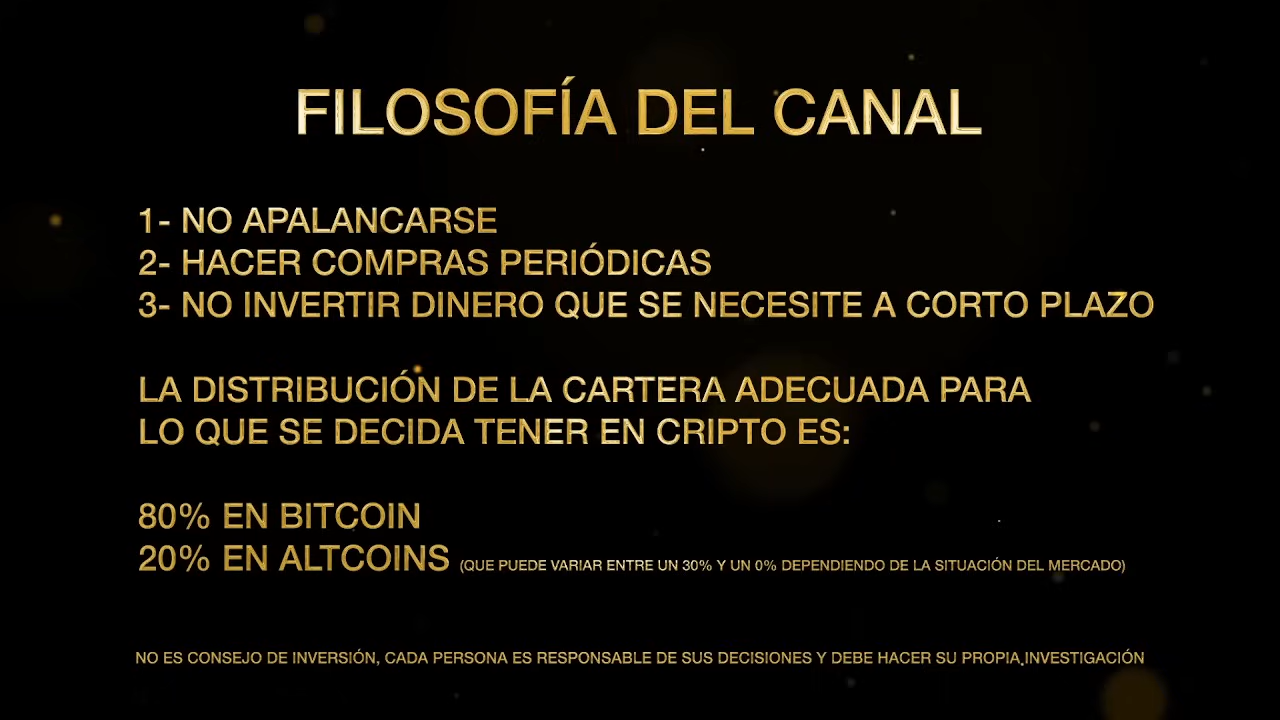 FILOSOFÍA DEL CANAL
1- NO APALANCARSE
2- HACER COMPRAS PERIÓDICAS
3- NO INVERTIR DINERO QUE SE NECESITE A CORTO PLAZO
LA DISTRIBUCIÓN DE LA CARTERA ADECUADA PARA
LO QUE SE DECIDA TENER EN CRIPTO ES:
80% EN BITCOIN
20% EN ALTCOINS (QUE PUEDE VARIAR ENTRE UN 30% Y UN 0% DEPENDIENDO DE LA SITUACIÓN DEL MERCADO)
NO ES CONSEJO DE INVERSIÓN, CADA PERSONA ES RESPONSABLE DE SUS DECISIONES Y DEBE HACER SU PROPIA INVESTIGACIÓN